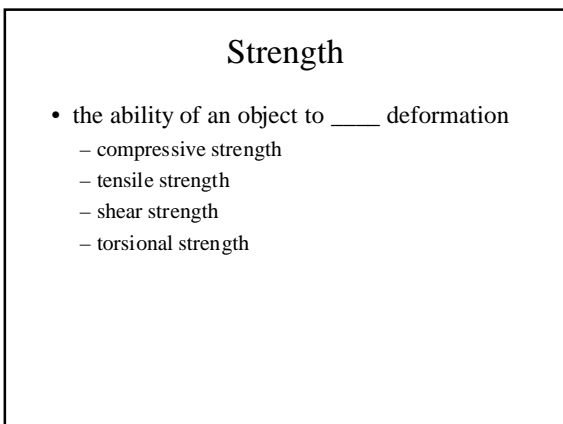 Strength
• the ability of an object to ____ deformation
– compressive strength
– tensile strength
– shear strength
– torsional strength